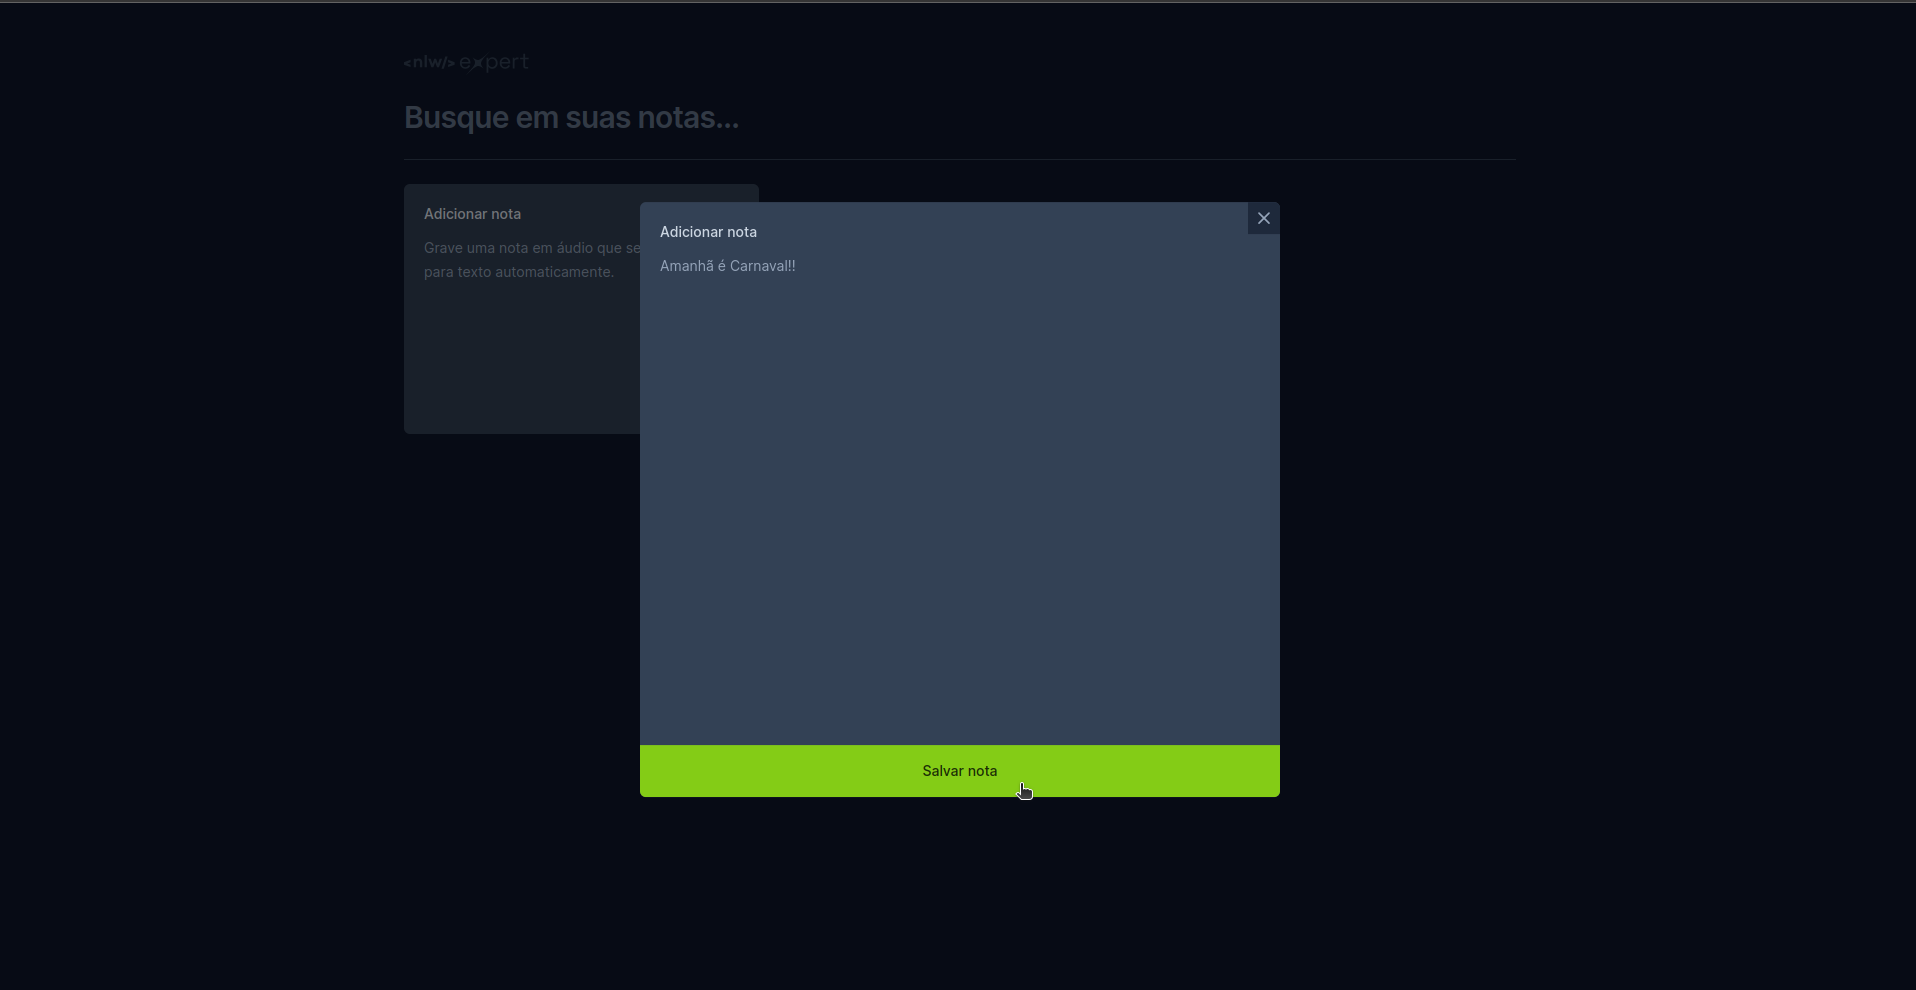 <nlw/> expert
Busque em suas notas...
Adicionar nota
Grave uma nota em áudio que se
para texto automaticamente.
Adicionar nota
Amanhã é Carnaval!!
Salvar nota